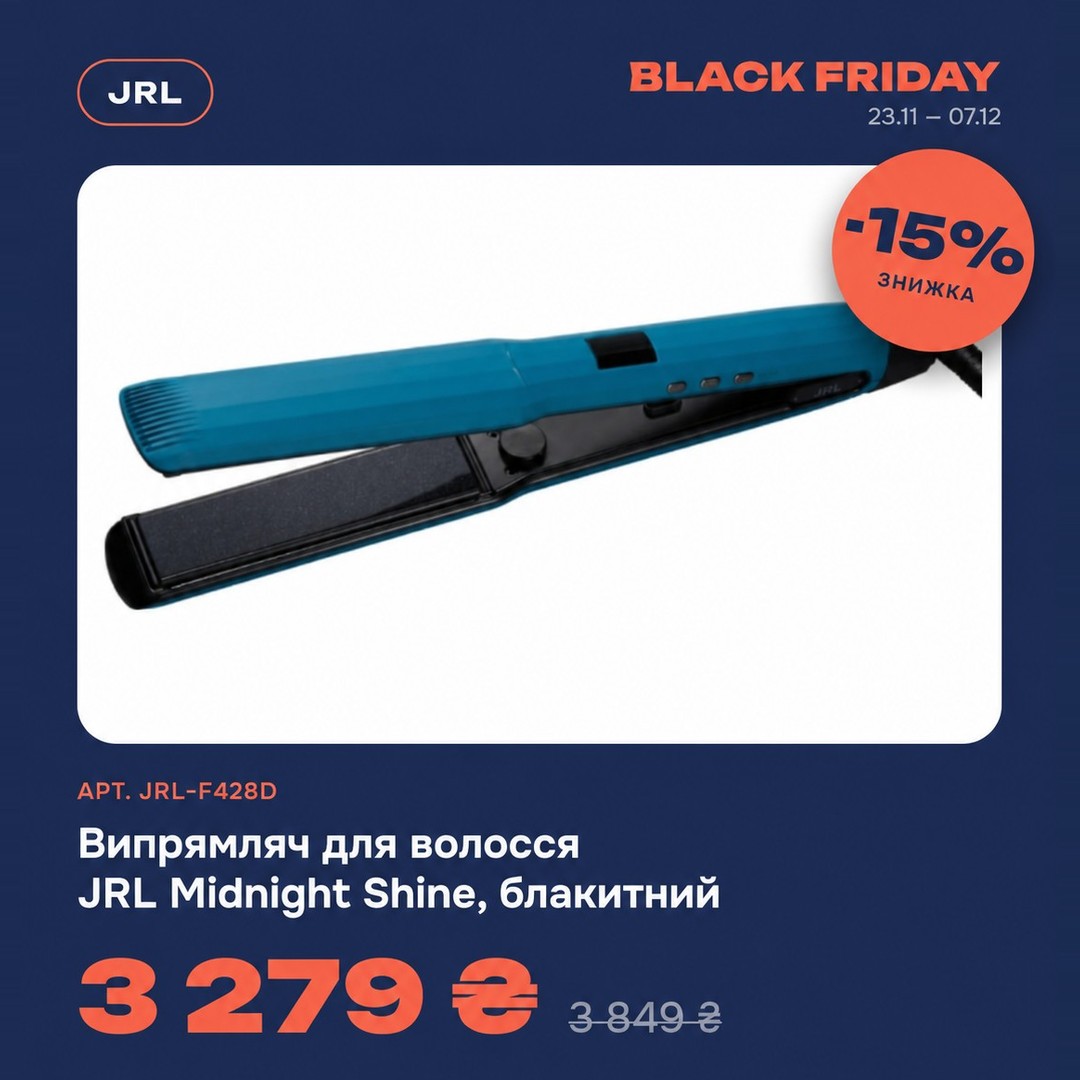 JRL
BLACK FRIDAY
23.11 – 07.12
-15%
ЗНИЖКА
JRL
АРТ. JRL-F428D
Випрямляч для волосся
JRL Midnight Shine, блакитний
3 279 ₴
3 849 ₴